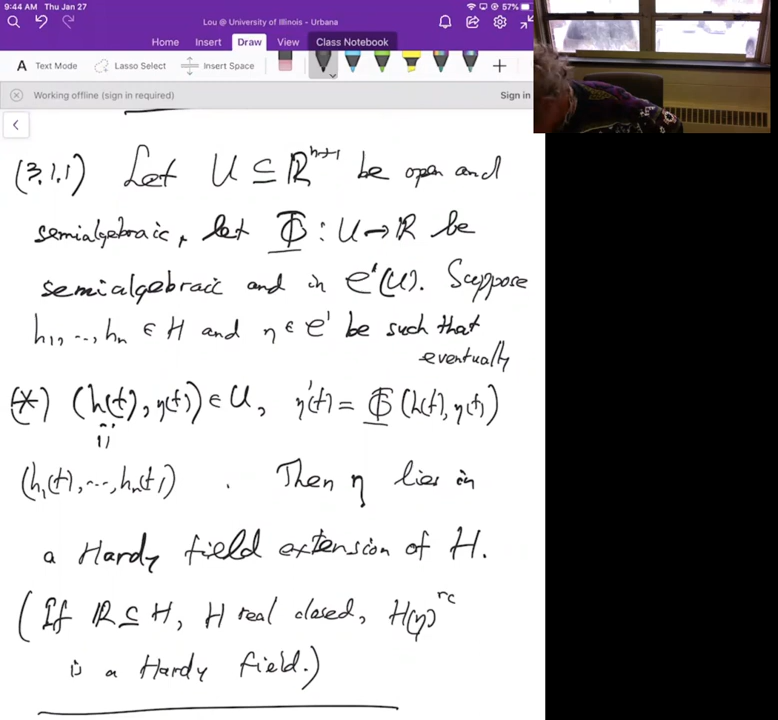 9:44 AM Thu Jan 27
57%
Lou @ University of Illinois - Urbana
Home Insert Draw View Class Notebook
A Text Mode Lasso Select Insert Space
Working offline (sign in required) Sign in
(3.1.1) Let U ⊆ ℝⁿ⁺¹ be open and
semialgebraic, let Φ : U → ℝ be
semialgebraic and in C¹(U). Suppose
h₁, ..., hₙ ∈ H and η ∈ C¹ be such that
eventually
(*) (h(t), η(t)) ∈ U, η'(t) = Φ (h(t), η(t))
(h₁(t), ..., hₙ(t)) . Then η lies in
a Hardy field extension of H.
(If ℝ ⊆ H, H real closed, H(η)ʳᶜ
is a Hardy field.)